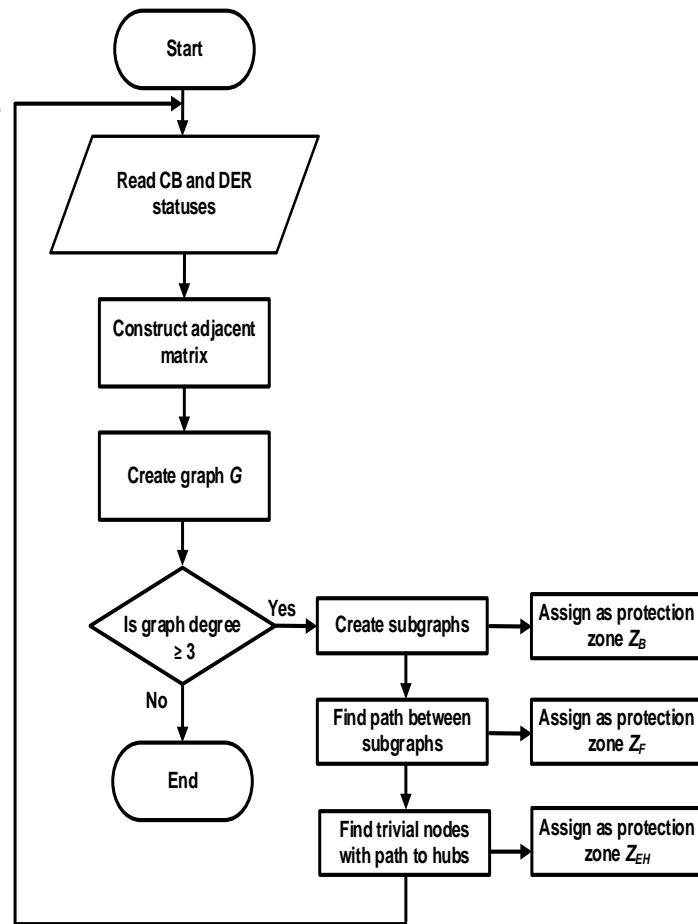 Start
Read CB and DER
statuses
Construct adjacent
matrix
Create graph G
Is graph degree
≥ 3
Yes
No
End
Create subgraphs
Assign as protection
zone Z_B
Find path between
subgraphs
Assign as protection
zone Z_F
Find trivial nodes
with path to hubs
Assign as protection
zone Z_EH